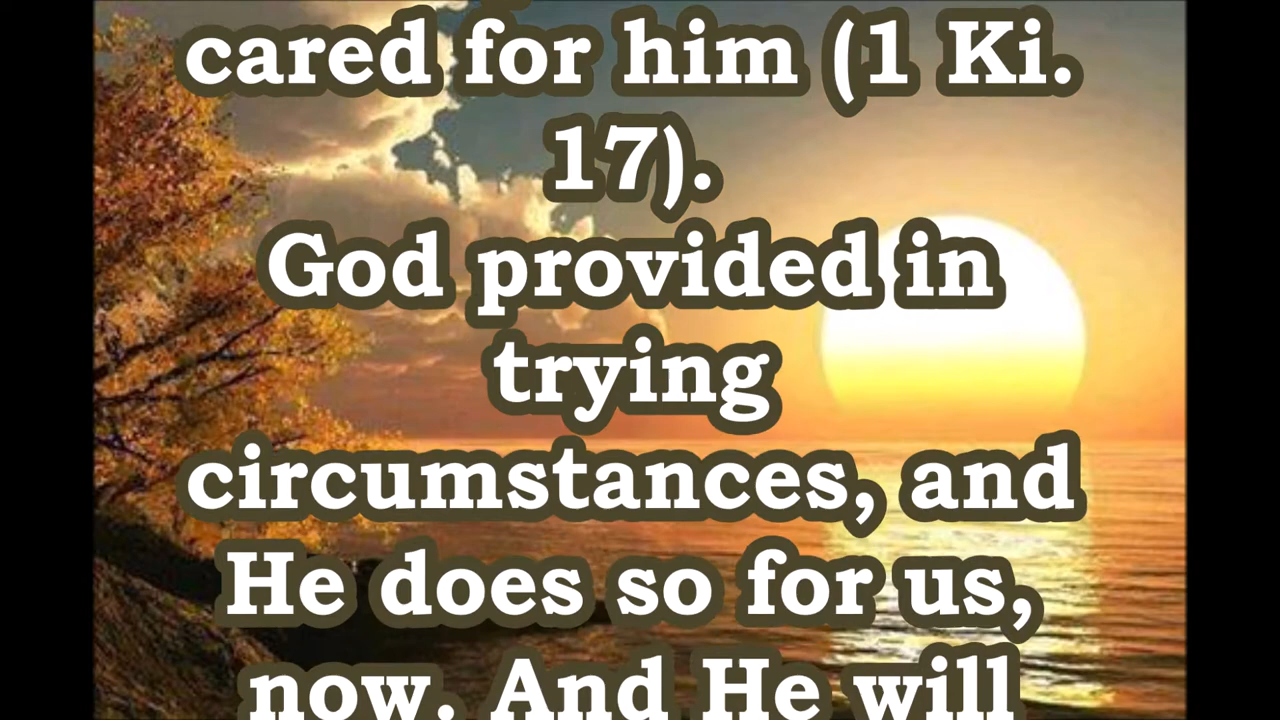 cared for him (1 Ki.
17).
God provided in
trying
circumstances, and
He does so for us,
now. And He will